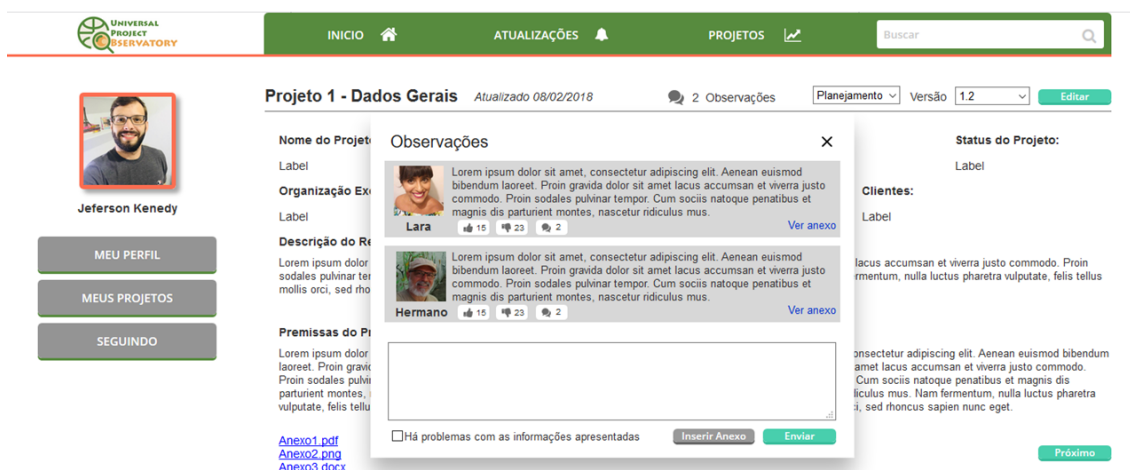 UNIVERSAL
PROJECT
OBSERVATORY
INICIO
ATUALIZAÇÕES
PROJETOS
Buscar
Jeferson Kenedy
MEU PERFIL
MEUS PROJETOS
SEGUINDO
Projeto 1 - Dados Gerais Atualizado 08/02/2018 2 Observações Planejamento Versão 1.2 Editar
Nome do Projet
Label
Organização Ex
Label
Descrição do Re
Lorem ipsum dolor
sodales pulvinar ter
mollis orci, sed rho
Premissas do P
Lorem ipsum dolor
laoreet. Proin gravid
Proin sodales pulvi
parturient montes,
vulputate, felis tellu
Anexo1.pdf
Anexo2.png
Anexo3.docx
Observações
Lorem ipsum dolor sit amet, consectetur adipiscing elit. Aenean euismod
bibendum laoreet. Proin gravida dolor sit amet lacus accumsan et viverra justo
commodo. Proin sodales pulvinar tempor. Cum sociis natoque penatibus et
magnis dis parturient montes, nascetur ridiculus mus.
Lara 15 23 2 Ver anexo
Lorem ipsum dolor sit amet, consectetur adipiscing elit. Aenean euismod
bibendum laoreet. Proin gravida dolor sit amet lacus accumsan et viverra justo
commodo. Proin sodales pulvinar tempor. Cum sociis natoque penatibus et
magnis dis parturient montes, nascetur ridiculus mus.
Hermano 15 23 2 Ver anexo
Há problemas com as informações apresentadas Inserir Anexo Enviar
Status do Projeto:
Label
Clientes:
Label
lacus accumsan et viverra justo commodo. Proin
rmentum, nulla luctus pharetra vulputate, felis tellus
onsectetur adipiscing elit. Aenean euismod bibendum
amet lacus accumsan et viverra justo commodo.
Cum sociis natoque penatibus et magnis dis
liculus mus. Nam fermentum, nulla luctus pharetra
i, sed rhoncus sapien nunc eget.
Próximo